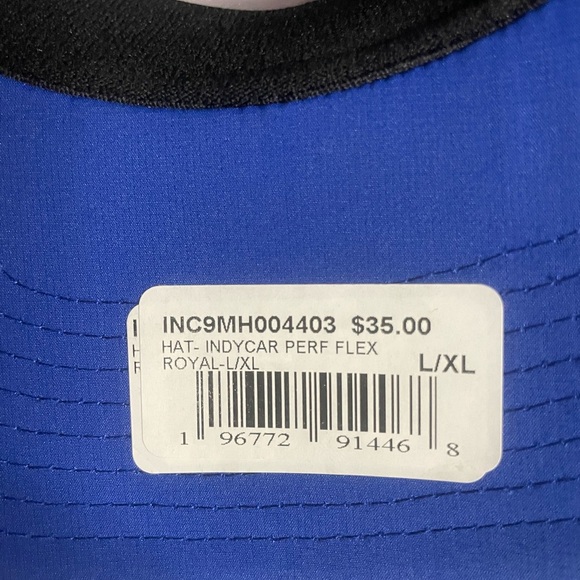 INC9MH004403 $35.00
HAT- INDYCAR PERF FLEX
ROYAL-L/XL L/XL
1 96772 91446 8